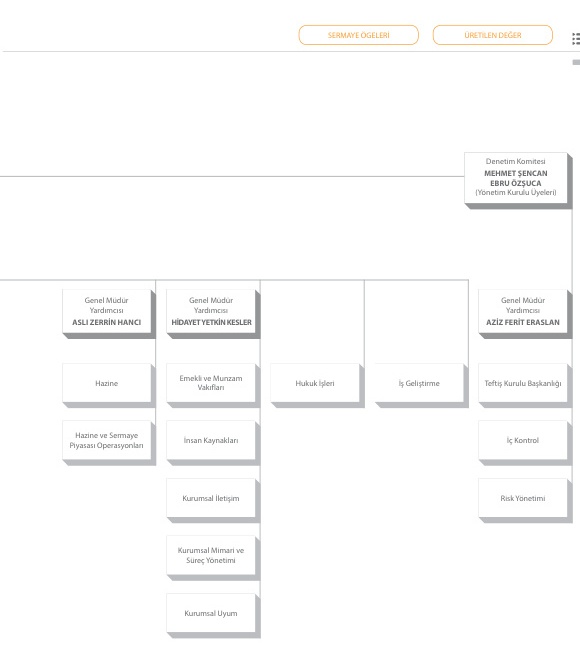 SERMAYE ÖGELERİ
ÜRETİLEN DEĞER
Denetim Komitesi
MEHMET ŞENCAN
EBRU ÖZŞUCA
(Yönetim Kurulu Üyeleri)
Genel Müdür
Yardımcısı
ASLI ZERRİN HANCI
Hazine
Hazine ve Sermaye
Piyasası Operasyonları
Genel Müdür
Yardımcısı
HİDAYET YETKİN KESLER
Emekli ve Munzam
Vakıfları
İnsan Kaynakları
Kurumsal İletişim
Kurumsal Mimari ve
Süreç Yönetimi
Kurumsal Uyum
Hukuk İşleri
İş Geliştirme
Genel Müdür
Yardımcısı
AZİZ FERİT ERASLAN
Teftiş Kurulu Başkanlığı
İç Kontrol
Risk Yönetimi